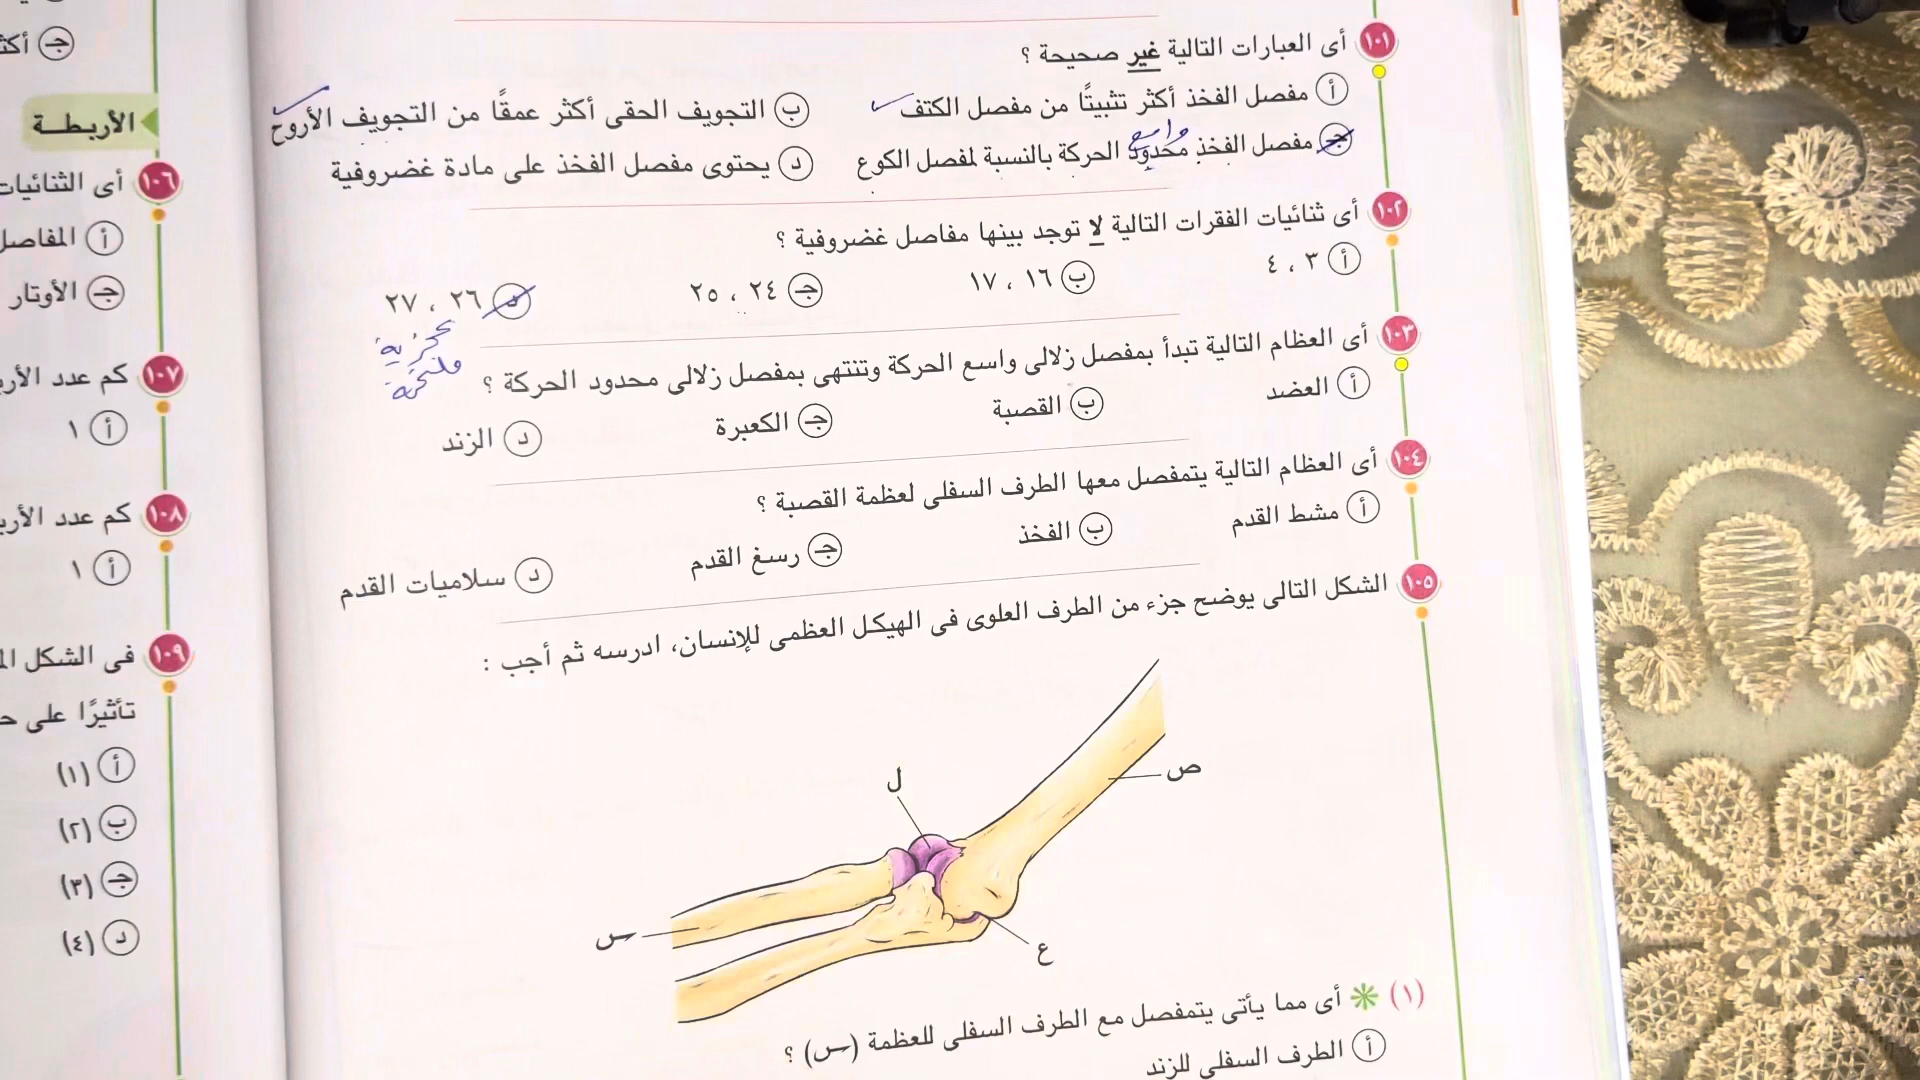 ١٠١ أى العبارات التالية غير صحيحة ؟
أ مفصل الفخذ أكثر تثبيتًا من مفصل الكتف
ب التجويف الحقى أكثر عمقًا من التجويف الأروح
واسع
جـ مفصل الفخذ محدود الحركة بالنسبة لمفصل الكوع
د يحتوى مفصل الفخذ على مادة غضروفية
١٠٢ أى ثنائيات الفقرات التالية لا توجد بينها مفاصل غضروفية ؟
أ ٣ ، ٤
ب ١٦ ، ١٧
جـ ٢٤ ، ٢٥
د ٢٦ ، ٢٧
عجزية
ملتحمة
١٠٣ أى العظام التالية تبدأ بمفصل زلالى واسع الحركة وتنتهى بمفصل زلالى محدود الحركة ؟
أ العضد
ب القصبة
جـ الكعبرة
د الزند
١٠٤ أى العظام التالية يتمفصل معها الطرف السفلى لعظمة القصبة ؟
أ مشط القدم
ب الفخذ
جـ رسغ القدم
د سلاميات القدم
١٠٥ الشكل التالى يوضح جزء من الطرف العلوى فى الهيكل العظمى للإنسان، ادرسه ثم أجب :
ل
ص
س
ع
(١) أى مما يأتى يتمفصل مع الطرف السفلى للعظمة (س) ؟
أ الطرف السفلى للزند
جـ
الأربطـة
١٠٦ أى الثنائيات
أ المفاصل
جـ الأوتار
١٠٧ كم عدد
أ ١
١٠٨ كم عدد
أ ١
١٠٩ فى الشكل
تأثيرًا على
أ (١)
ب (٢)
جـ (٣)
د (٤)